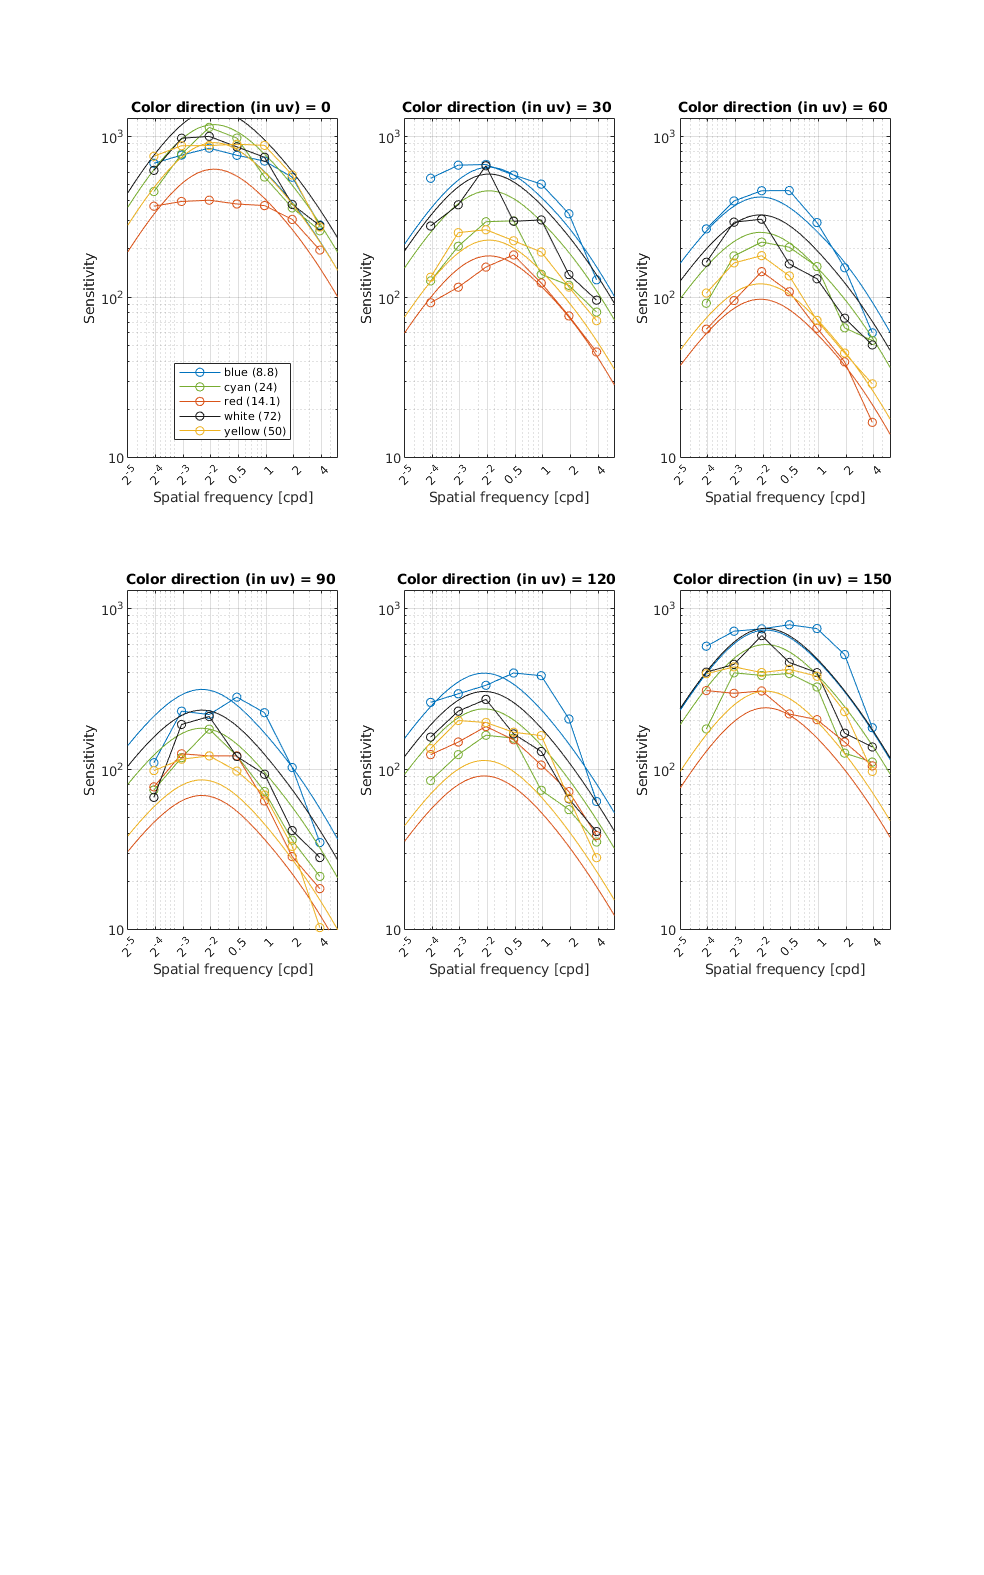 Color direction (in uv) = 0
Color direction (in uv) = 30
Color direction (in uv) = 60
10³
10²
10
Sensitivity
blue (8.8)
cyan (24)
red (14.1)
white (72)
yellow (50)
2⁻⁵ 2⁻⁴ 2⁻³ 2⁻² 0.5 1 2 4
Spatial frequency [cpd]
10³
10²
10
Sensitivity
2⁻⁵ 2⁻⁴ 2⁻³ 2⁻² 0.5 1 2 4
Spatial frequency [cpd]
10³
10²
10
Sensitivity
2⁻⁵ 2⁻⁴ 2⁻³ 2⁻² 0.5 1 2 4
Spatial frequency [cpd]
Color direction (in uv) = 90
Color direction (in uv) = 120
Color direction (in uv) = 150
10³
10²
10
Sensitivity
2⁻⁵ 2⁻⁴ 2⁻³ 2⁻² 0.5 1 2 4
Spatial frequency [cpd]
10³
10²
10
Sensitivity
2⁻⁵ 2⁻⁴ 2⁻³ 2⁻² 0.5 1 2 4
Spatial frequency [cpd]
10³
10²
10
Sensitivity
2⁻⁵ 2⁻⁴ 2⁻³ 2⁻² 0.5 1 2 4
Spatial frequency [cpd]